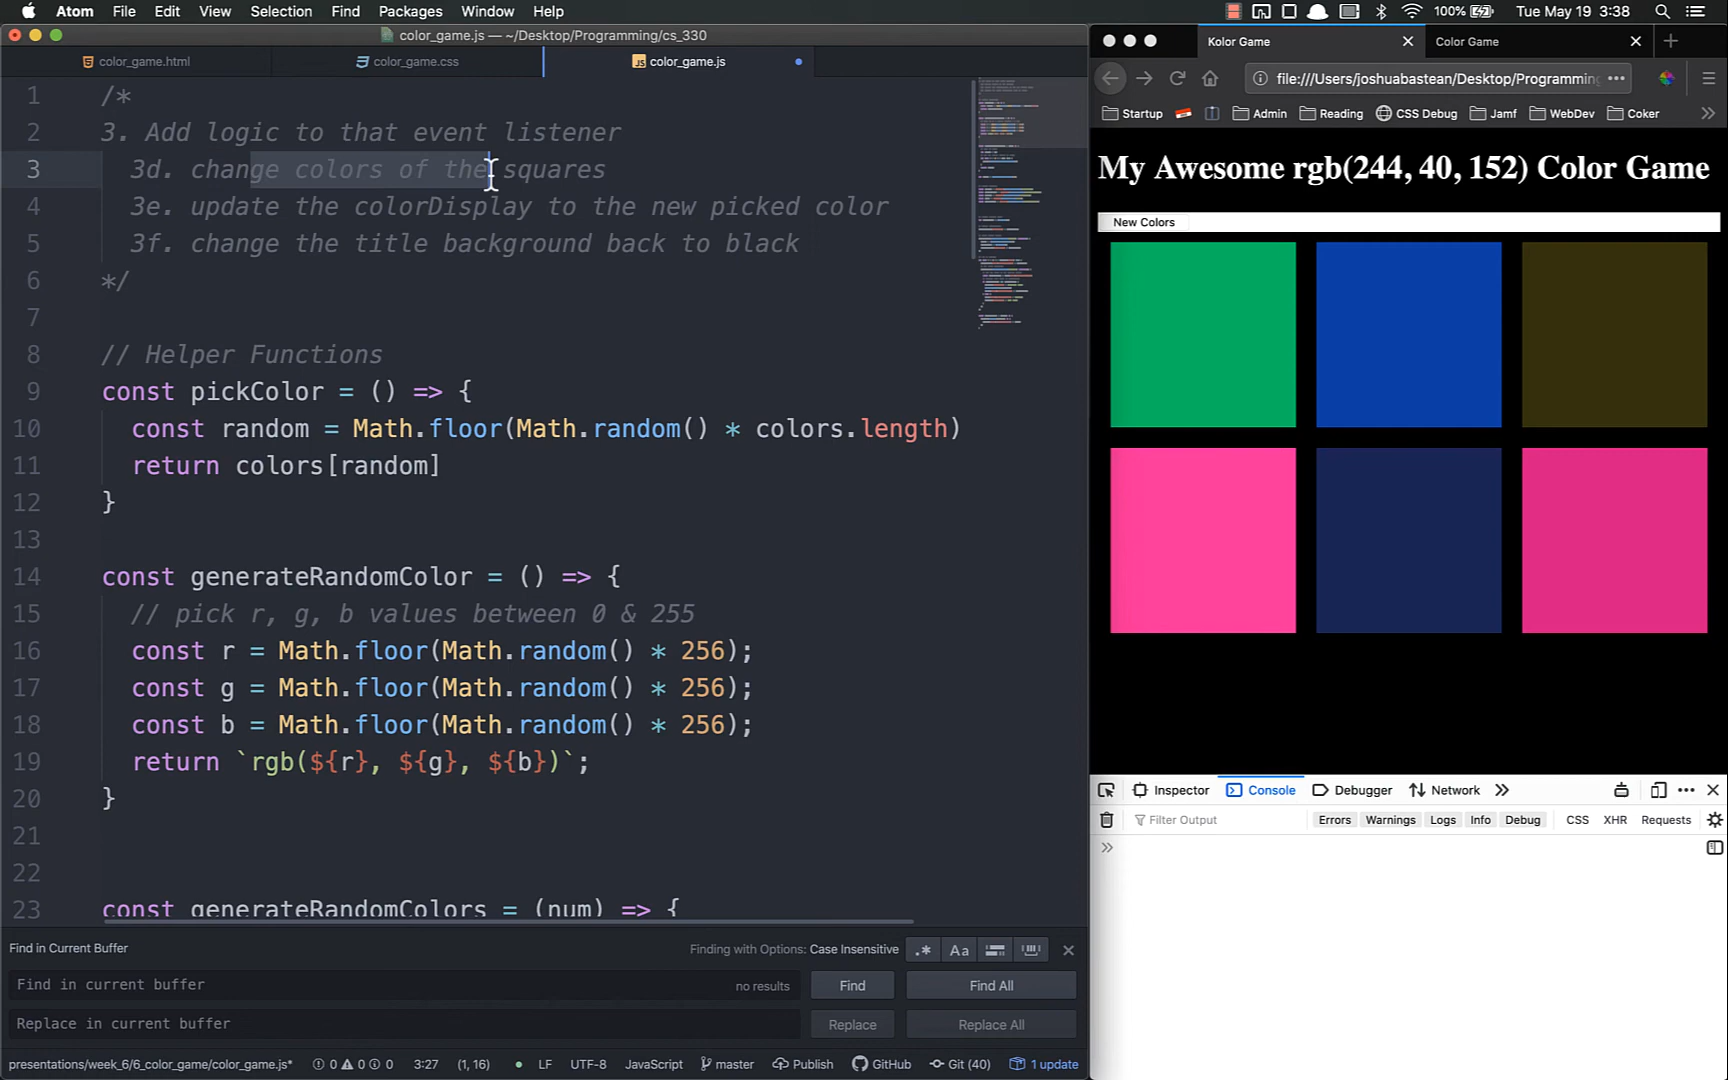 Atom File Edit View Selection Find Packages Window Help 100% Tue May 19 3:38
color_game.js — ~/Desktop/Programming/cs_330
color_game.html color_game.css color_game.js
1 /*
2 3. Add logic to that event listener
3 3d. change colors of the squares
4 3e. update the colorDisplay to the new picked color
5 3f. change the title background back to black
6 */
7
8 // Helper Functions
9 const pickColor = () => {
10 const random = Math.floor(Math.random() * colors.length)
11 return colors[random]
12 }
13
14 const generateRandomColor = () => {
15 // pick r, g, b values between 0 & 255
16 const r = Math.floor(Math.random() * 256);
17 const g = Math.floor(Math.random() * 256);
18 const b = Math.floor(Math.random() * 256);
19 return `rgb(${r}, ${g}, ${b})`;
20 }
21
22
23 const generateRandomColors = (num) => {
Find in Current Buffer Finding with Options: Case Insensitive .* Aa
Find in current buffer no results Find Find All
Replace in current buffer Replace Replace All
presentations/week_6/6_color_game/color_game.js* 0 0 0 3:27 (1, 16) LF UTF-8 JavaScript master Publish GitHub Git (40) 1 update
Kolor Game Color Game
file:///Users/joshuabastean/Desktop/Programming
Startup Admin Reading CSS Debug Jamf WebDev Coker
My Awesome rgb(244, 40, 152) Color Game
New Colors
Inspector Console Debugger Network
Filter Output Errors Warnings Logs Info Debug CSS XHR Requests